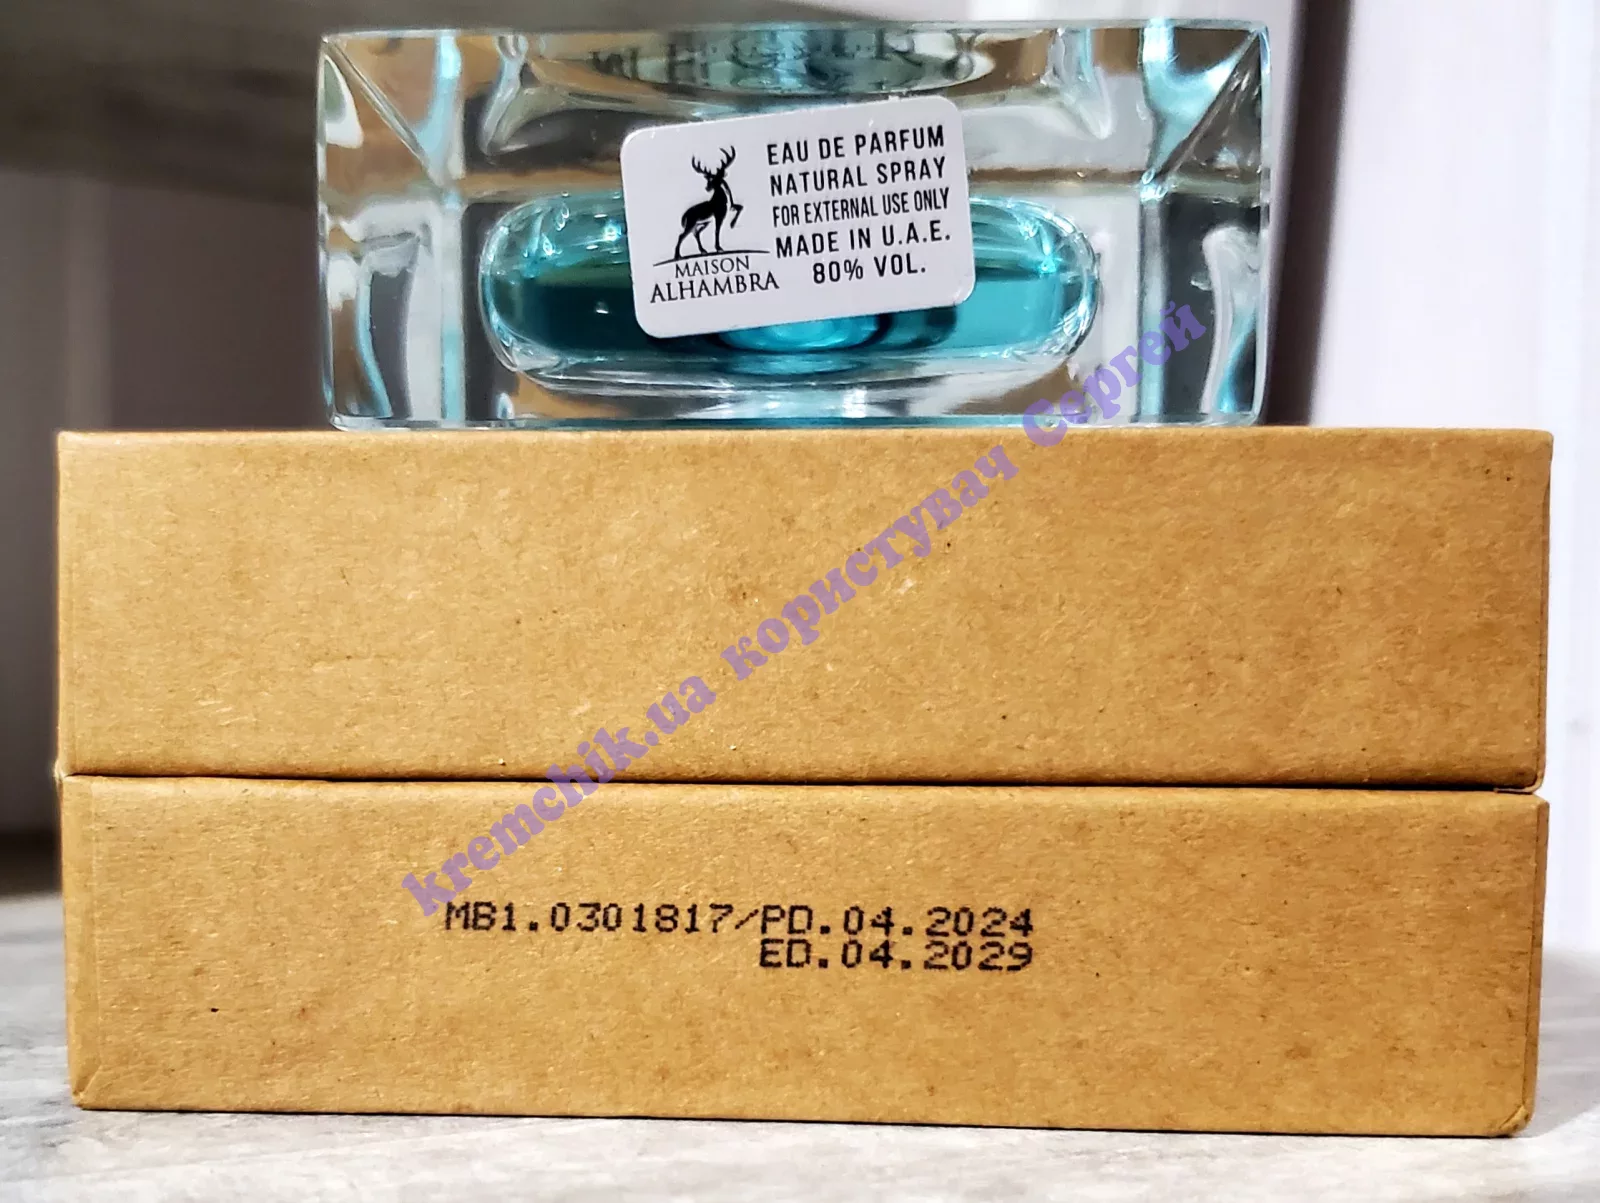 EAU DE PARFUM
NATURAL SPRAY
FOR EXTERNAL USE ONLY
MADE IN U.A.E.
80% VOL.
MAISON
ALHAMBRA
kremchik.ua користувач Сергей
MB1.0301817/PD.04.2024
ED.04.2029